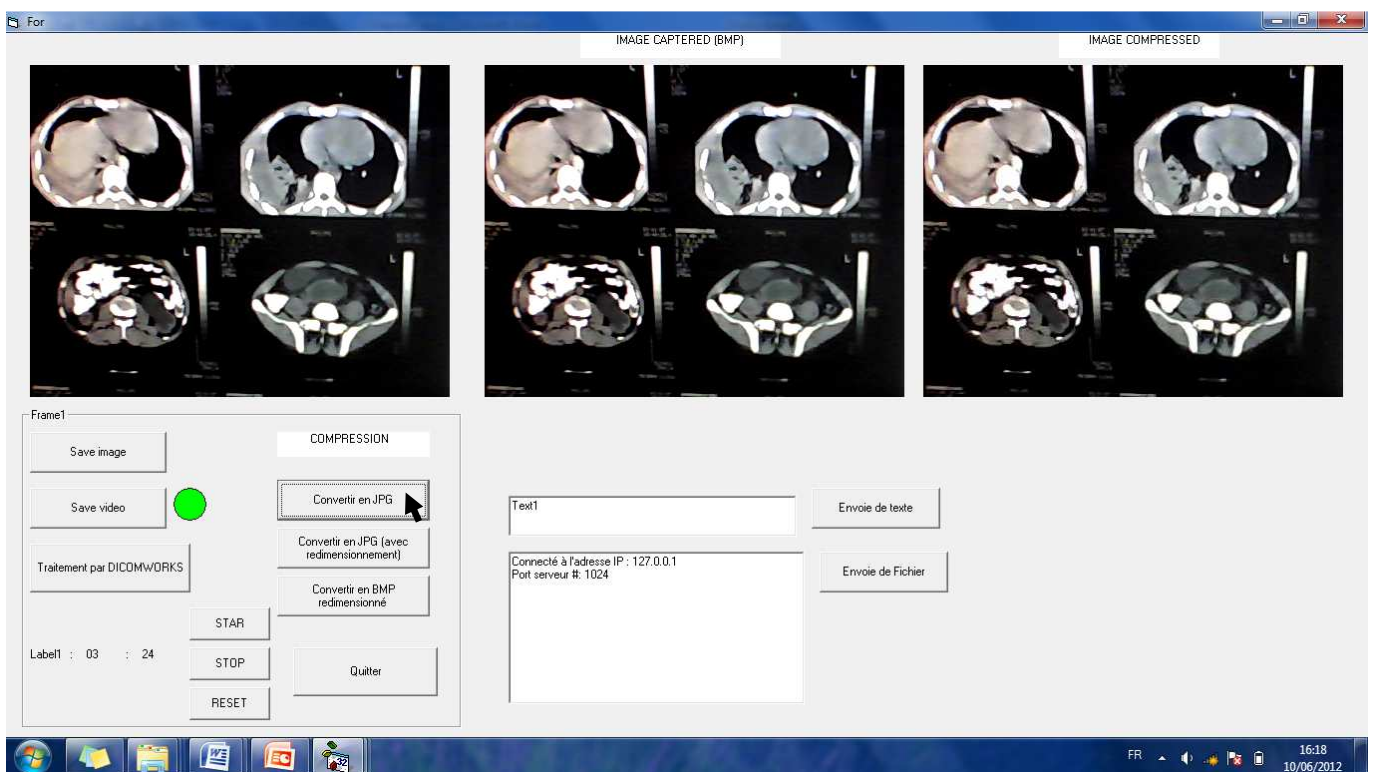 For
IMAGE CAPTERED (BMP)
IMAGE COMPRESSED
L
L
L
L
L
L
L
L
L
Frame1
Save image
COMPRESSION
Save video
Convertir en JPG
Convertir en JPG (avec
redimensionnement)
Traitement par DICOMWORKS
Convertir en BMP
redimensionné
STAR
Label1 : 03 : 24
STOP
Quitter
RESET
Text1
Envoie de texte
Connecté à l'adresse IP : 127.0.0.1
Port serveur #: 1024
Envoie de Fichier
FR
16:18
10/06/2012